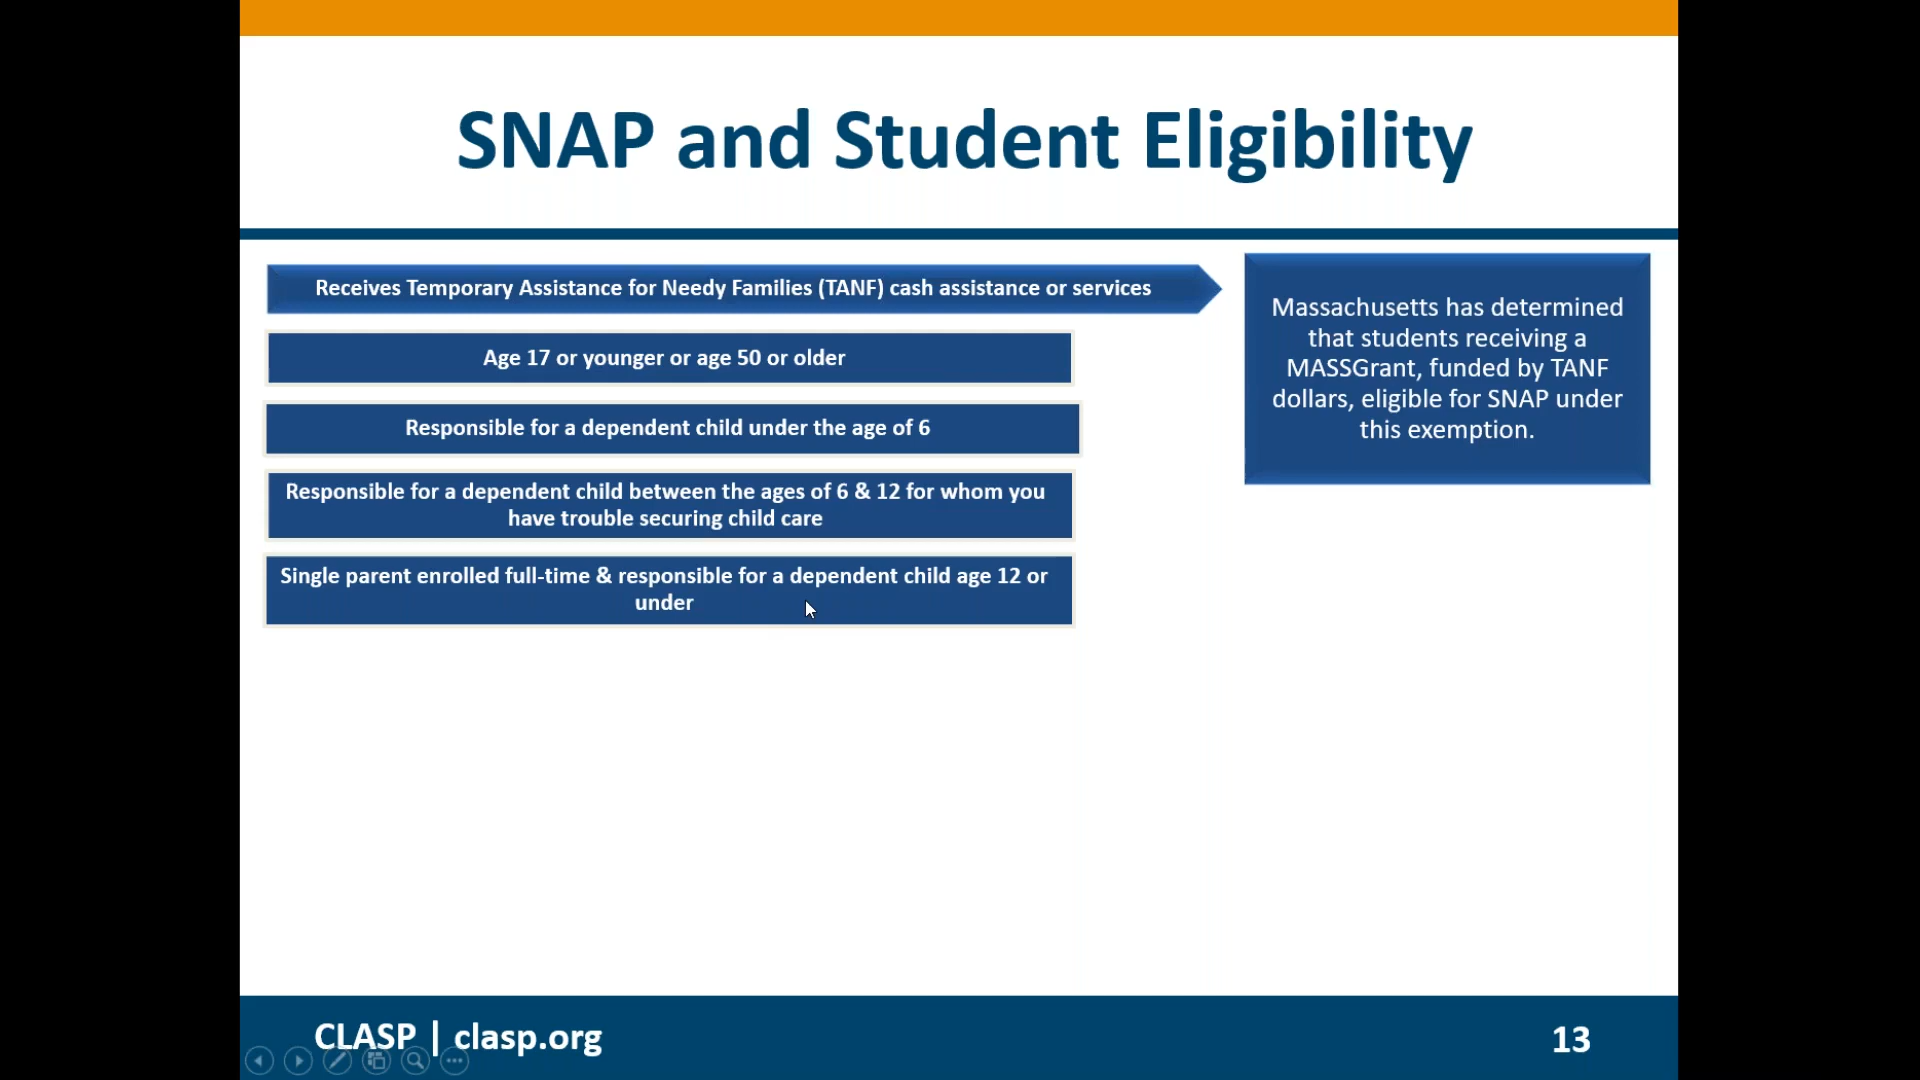 SNAP and Student Eligibility
Receives Temporary Assistance for Needy Families (TANF) cash assistance or services
Age 17 or younger or age 50 or older
Responsible for a dependent child under the age of 6
Responsible for a dependent child between the ages of 6 & 12 for whom you
have trouble securing child care
Single parent enrolled full-time & responsible for a dependent child age 12 or
under
Massachusetts has determined
that students receiving a
MASSGrant, funded by TANF
dollars, eligible for SNAP under
this exemption.
CLASP | clasp.org
13